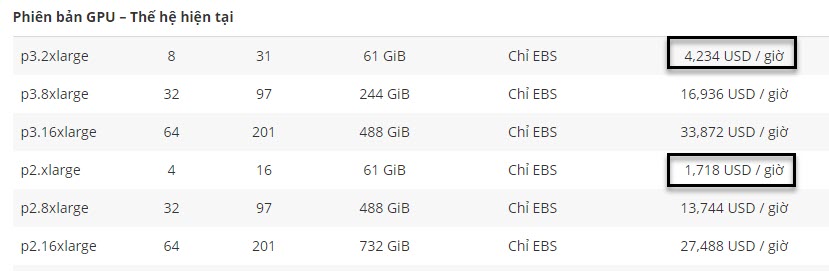 Phiên bản GPU – Thế hệ hiện tại
p3.2xlarge 8 31 61 GiB Chỉ EBS 4,234 USD / giờ
p3.8xlarge 32 97 244 GiB Chỉ EBS 16,936 USD / giờ
p3.16xlarge 64 201 488 GiB Chỉ EBS 33,872 USD / giờ
p2.xlarge 4 16 61 GiB Chỉ EBS 1,718 USD / giờ
p2.8xlarge 32 97 488 GiB Chỉ EBS 13,744 USD / giờ
p2.16xlarge 64 201 732 GiB Chỉ EBS 27,488 USD / giờ